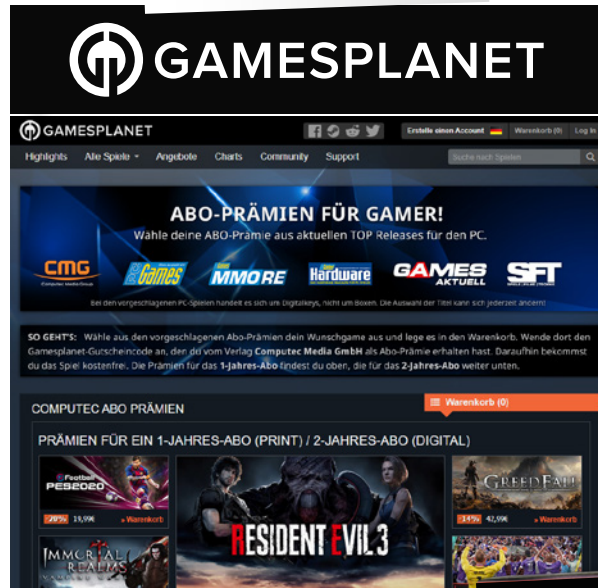 GAMESPLANET
GAMESPLANET
Erstelle einen Account
Warenkorb (0)
Log In
Highlights Alle Spiele Angebote Charts Community Support
Suche nach Spielen
ABO-PRÄMIEN FÜR GAMER!
Wähle deine ABO-Prämie aus aktuellen TOP Releases für den PC.
CMG
Computec Media Group
PC Games
MMORE
Hardware
GAMES AKTUELL
SFT
Bei den vorgeschlagenen PC-Spielen handelt es sich um Digitalkeys, nicht um Boxen. Die Auswahl der Titel kann sich jederzeit ändern!
SO GEHT'S: Wähle aus den vorgeschlagenen Abo-Prämien dein Wunschgame aus und lege es in den Warenkorb. Wende dort den
Gamesplanet-Gutscheincode an, den du vom Verlag Computec Media GmbH als Abo-Prämie erhalten hast. Daraufhin bekommst
du das Spiel kostenfrei. Die Prämien für das 1-Jahres-Abo findest du oben, die für das 2-Jahres-Abo weiter unten.
Warenkorb (0)
COMPUTEC ABO PRÄMIEN
PRÄMIEN FÜR EIN 1-JAHRES-ABO (PRINT) / 2-JAHRES-ABO (DIGITAL)
eFootball
PES2020
-20% 19,99€ » Warenkorb
RESIDENT EVIL 3
GREEDFALL
-14% 42,99€ » Warenkorb
IMMORTAL
REALMS